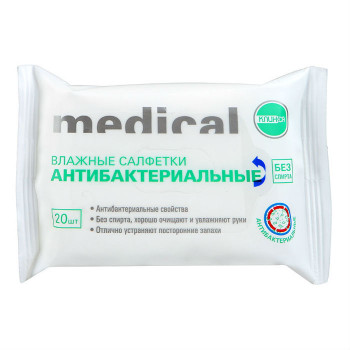 medical
КЛИНСА
ВЛАЖНЫЕ САЛФЕТКИ
АНТИБАКТЕРИАЛЬНЫЕ
БЕЗ
СПИРТА
20шт
• Антибактериальные свойства
• Без спирта, хорошо очищают и увлажняют руки
• Отлично устраняют посторонние запахи
АНТИБАКТЕРИАЛЬНЫЕ